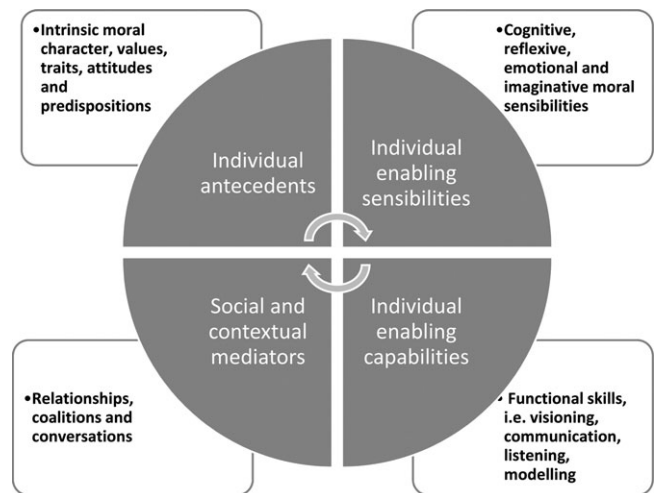 •Intrinsic moral
character, values,
traits, attitudes
and
predispositions
•Cognitive,
reflexive,
emotional and
imaginative moral
sensibilities
Individual
antecedents
Individual
enabling
sensibilities
Social and
contextual
mediators
Individual
enabling
capabilities
•Relationships,
coalitions and
conversations
• Functional skills,
i.e. visioning,
communication,
listening,
modelling